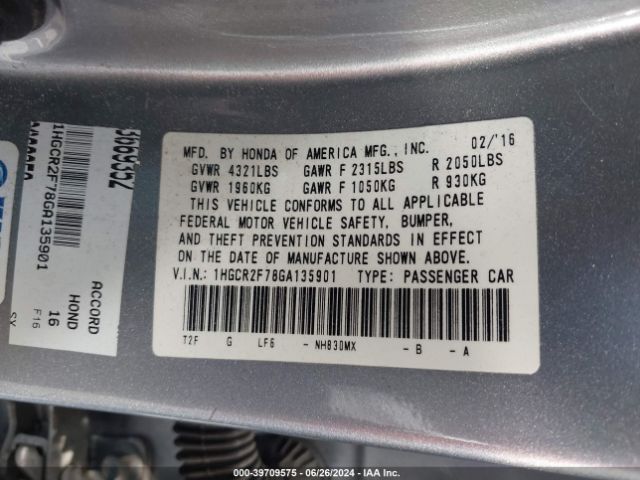 MFD. BY HONDA OF AMERICA MFG., INC. 02/'16
GVWR 4321LBS GAWR F 2315LBS R 2050LBS
GVWR 1960KG GAWR F 1050KG R 930KG
THIS VEHICLE CONFORMS TO ALL APPLICABLE
FEDERAL MOTOR VEHICLE SAFETY, BUMPER,
AND THEFT PREVENTION STANDARDS IN EFFECT
ON THE DATE OF MANUFACTURE SHOWN ABOVE.
V.I.N.: 1HGCR2F78GA135901 TYPE: PASSENGER CAR
T2F G LF6 - NH830MX - B - A
1HGCR2F78GA135901
ACCORD
HOND
16
F16
SY
CopArt: -- 39709575 -- 06/26/2024 -- IAA Inc.